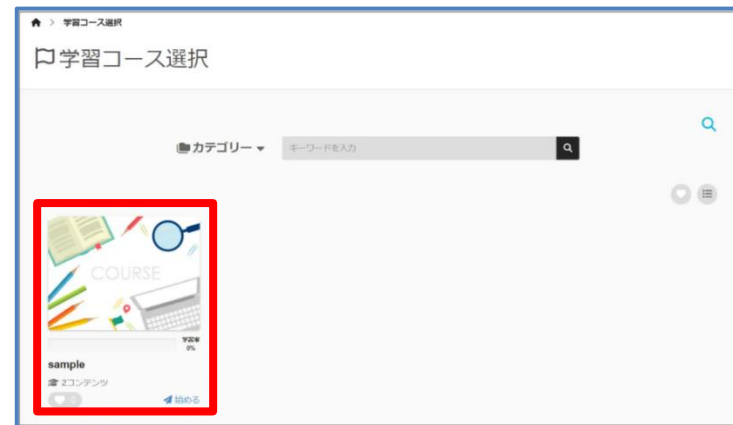 学習コース選択
学習コース選択
カテゴリー
キーワードを入力
COURSE
学習率
0%
sample
2コンテンツ
0
始める